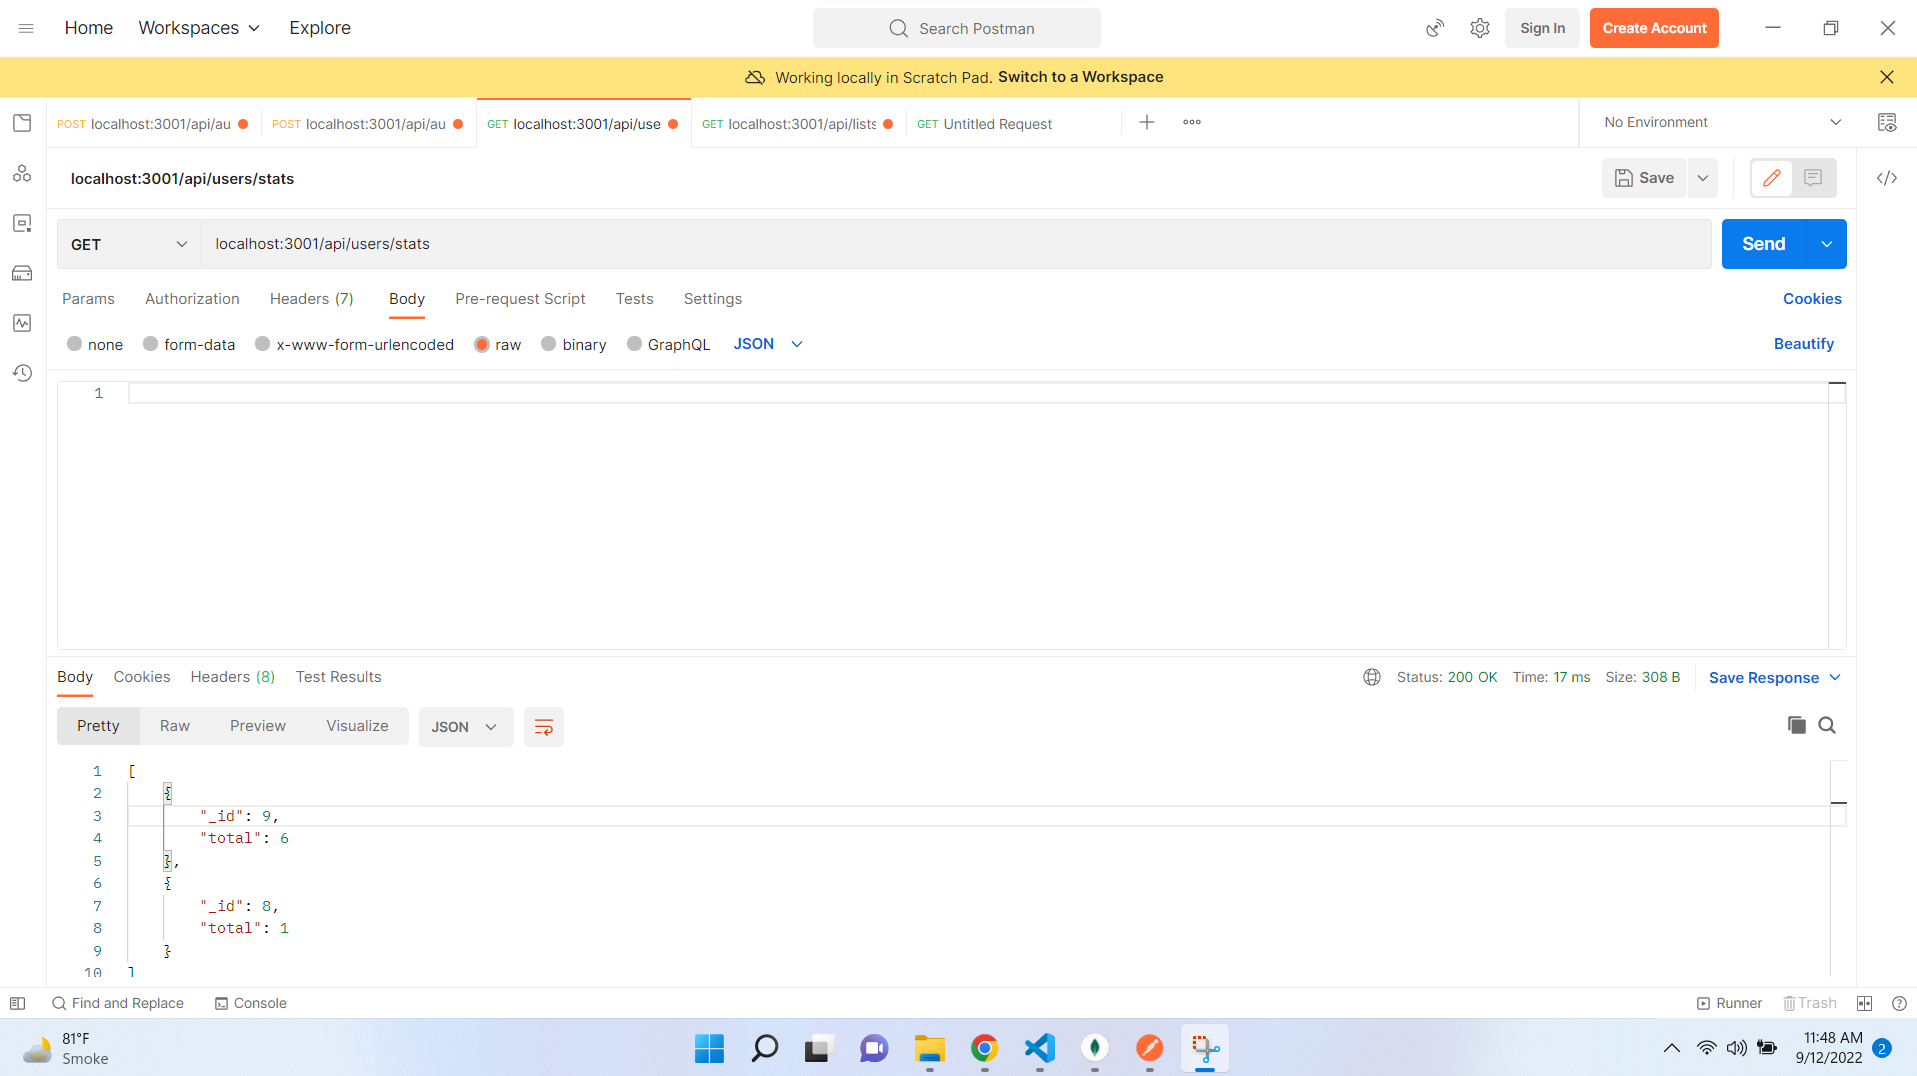 Home Workspaces Explore Search Postman Sign In Create Account
Working locally in Scratch Pad. Switch to a Workspace
POST localhost:3001/api/au POST localhost:3001/api/au GET localhost:3001/api/use GET localhost:3001/api/lists GET Untitled Request No Environment
localhost:3001/api/users/stats Save
GET localhost:3001/api/users/stats Send
Params Authorization Headers (7) Body Pre-request Script Tests Settings Cookies
none form-data x-www-form-urlencoded raw binary GraphQL JSON Beautify
1
Body Cookies Headers (8) Test Results Status: 200 OK Time: 17 ms Size: 308 B Save Response
Pretty Raw Preview Visualize JSON
1 [
2 {
3 "_id": 9,
4 "total": 6
5 },
6 {
7 "_id": 8,
8 "total": 1
9 }
10 ]
Find and Replace Console Runner Trash
81°F
Smoke
11:48 AM
9/12/2022 2